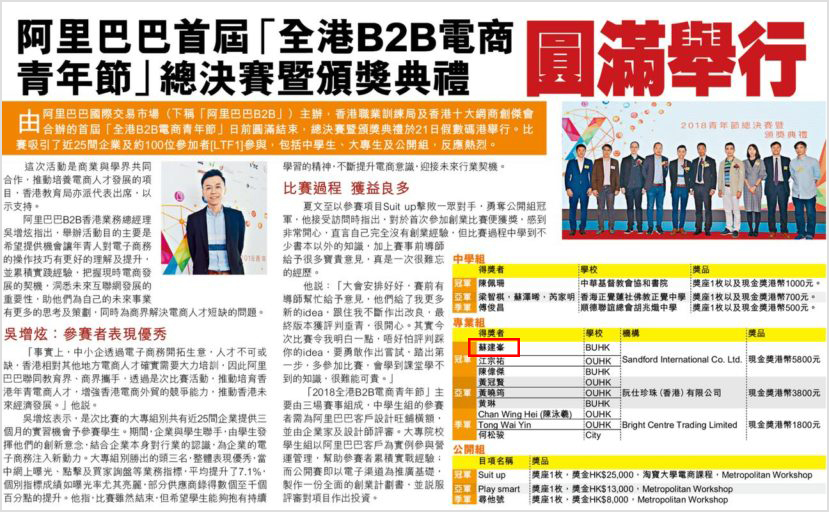 阿里巴巴首屆「全港B2B電商
青年節」總決賽暨頒獎典禮
圓滿舉行
由阿里巴巴國際交易市場（下稱「阿里巴巴B2B」）主辦，香港職業訓練局及香港十大網商創傑會
合辦的首屆「全港B2B電商青年節」日前圓滿結束，總決賽暨頒獎典禮於21日假數碼港舉行。比
賽吸引了近25間企業及約100位參加者[LTF1]參與，包括中學生、大專生及公開組，反應熱烈。
2018青年節總決賽暨
頒獎典禮
這次活動是商業與學界共同
合作，推動培養電商人才發展的項
目，香港教育局亦派代表出席，以
示支持。
阿里巴巴B2B香港業務總經理
吳增炫指出，舉辦活動目的主要是
希望提供機會讓年青人對電子商務
的操作技巧有更好的理解及提升，
並累積實踐經驗，把握現時電商發
展的契機，洞悉未來互聯網發展的
重要性，助他們為自己的未來事業
有更多的思考及策劃，同時為商界解決電商人才短缺的問題。
吳增炫：參賽者表現優秀
「事實上，中小企透過電子商務開拓生意，人才不可或
缺，香港相對其他地方電商人才確實需要大力培訓，因此阿里
巴巴聯同教育界、商界攜手，透過是次比賽活動，推動培育香
港年青電商人才，增強香港電商外貿的競爭能力，推動香港未
來經濟發展。」他説。
吳增炫表示，是次比賽的大專組別共有近25間企業提供三
個月的實習機會予參賽學生。期間，企業與學生聯手，由學生發
揮他們的創新意念，結合企業本身對行業的認識，為企業的電
子商務注入新動力。大專組別勝出的頭三名，整體表現優秀，當
中網上曝光，點擊及買家詢盤等業務指標，平均提升了7.1%，
個別指標成績如曝光率尤其亮麗，部分供應商錄得數個至千個
百分點的提升。他指，比賽雖然結束，但希望學生能夠抱有持續
學習的精神，不斷提升電商意識，迎接未來行業契機。
比賽過程 獲益良多
夏文至以參賽項目Suit up擊敗一眾對手，勇奪公開組冠
軍，他接受訪問時指出，對於首次參加創業比賽便獲獎，感到
非常開心，直言自己完全沒有創業經驗，但比賽過程中學到不
少書本以外的知識，加上賽事前導師
給予很多寶貴意見，真是一次很難忘
的經歷。
他説：「大會安排好好，賽前有
導師幫忙給予意見，他們給了我更多
新的idea，跟住我不斷作出改良，最
終版本獲評判垂青，很開心。其實今
次比賽令我明白一點，唔好怕評判踩
你的idea，要勇敢作出嘗試，踏出第
一步，多參加比賽，會學到課堂學不
到的知識，很難能可貴。」
「2018全港B2B電商青年節」主
要由三場賽事組成，中學生組的參賽
者需為阿里巴巴客戶設計旺舖橫額，
並由企業家及設計師評審。大專院校
學生組以阿里巴巴客戶為實例參與營
運管理，幫助參賽者累積實戰經驗；
而公開賽即以電子渠道為推廣基礎，
製作一份全面的創業計劃書，並説服
評審對項目作出投資。
中學組
得獎者 學校 獎品
冠軍 陳佩珊 中華基督教會協和書院 獎座1枚以及現金獎港幣1000元。
亞軍 梁智棋，蘇澤晞，芮家明 香海正覺蓮社佛教正覺中學 獎座1枚以及現金獎港幣700元。
季軍 傅俊昌 順德聯誼總會胡兆熾中學 獎座1枚以及現金獎港幣500元。
專業組
得獎者 學校 機構 獎品
蘇建峯 BUHK
冠軍 江宗祐 OUHK Sandford International Co. Ltd. 現金獎港幣5800元
陳偉傑 BUHK
黃冠賢 OUHK
亞軍 黃曉筠 OUHK 阮仕珍珠（香港）有限公司 現金獎港幣3800元
黃琳 BUHK
Chan Wing Hei (陳泳羲) OUHK
季軍 Tong Wai Yin OUHK Bright Centre Trading Limited 現金獎港幣1800元
何松駿 City
公開組
目項名稱 獎品
冠軍 Suit up 獎座1枚，獎金HK$25,000，淘寶大學電商課程，Metropolitan Workshop
亞軍 Play smart 獎座1枚，獎金HK$13,000，Metropolitan Workshop
季軍 尋他號 獎座1枚，獎金HK$8,000，Metropolitan Workshop